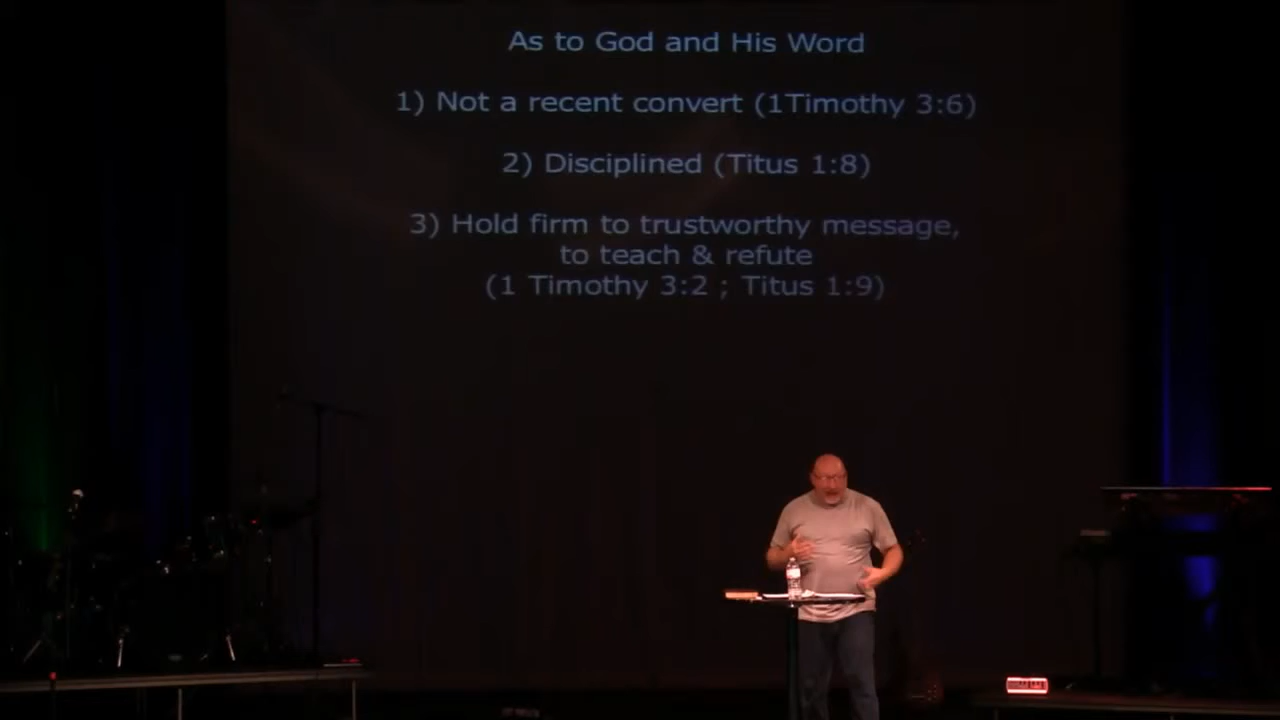 As to God and His Word
1) Not a recent convert (1Timothy 3:6)
2) Disciplined (Titus 1:8)
3) Hold firm to trustworthy message,
to teach & refute
(1 Timothy 3:2 ; Titus 1:9)